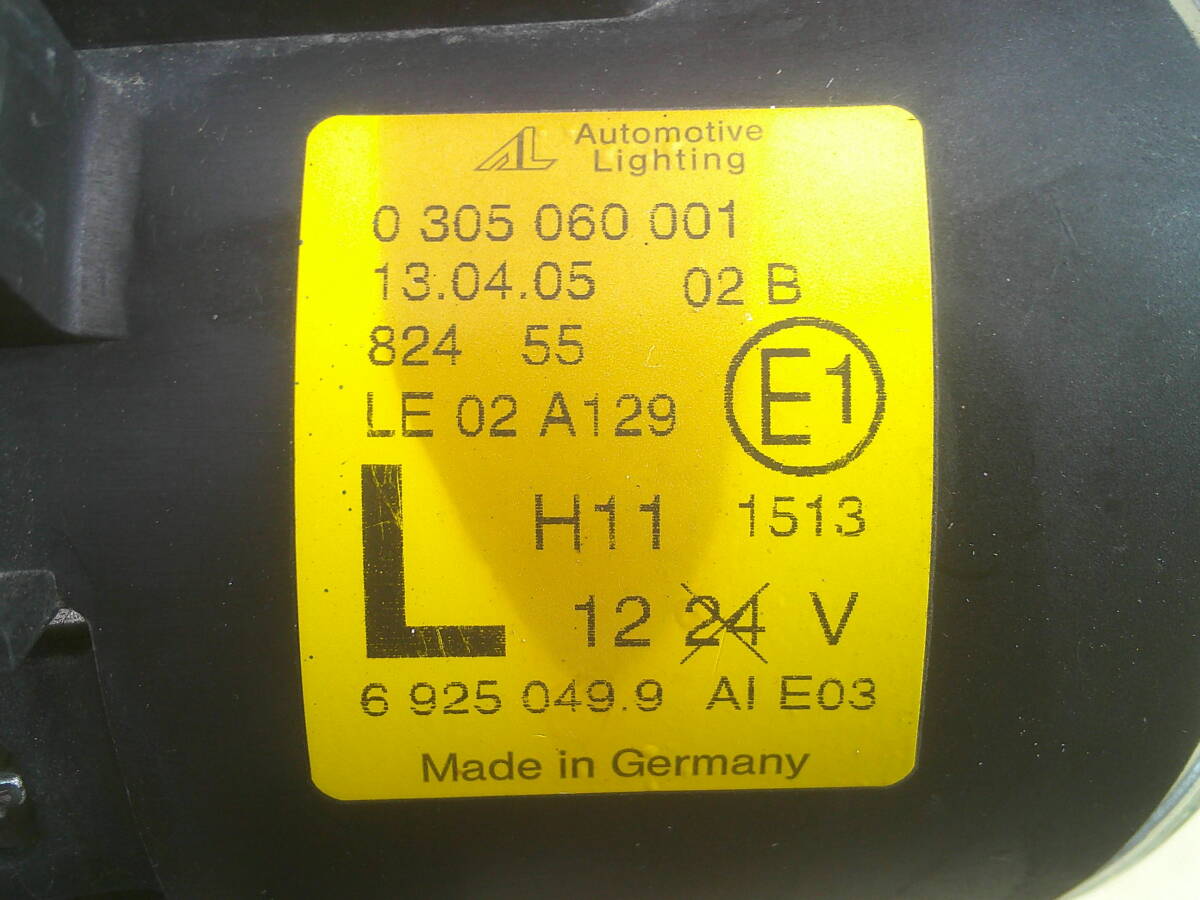 AL Automotive
Lighting
0 305 060 001
13.04.05 02 B
824 55
LE 02 A129
E1
L H11 1513
12 24 V
6 925 049.9 AI E03
Made in Germany